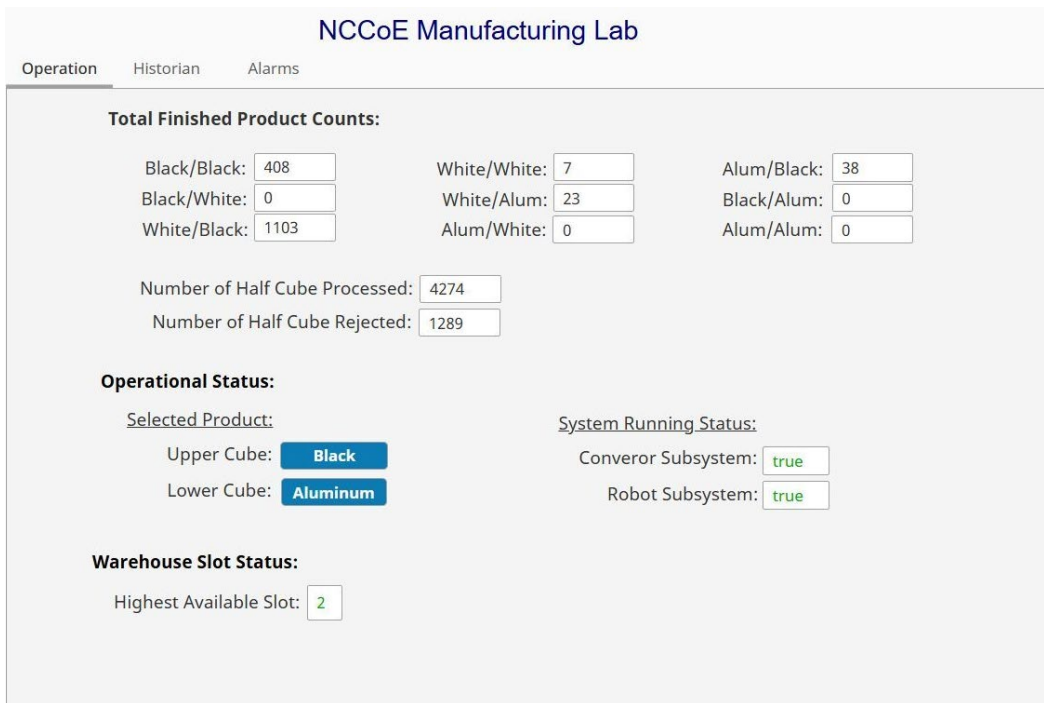 NCCoE Manufacturing Lab
Operation Historian Alarms
Total Finished Product Counts:
Black/Black: 408 White/White: 7 Alum/Black: 38
Black/White: 0 White/Alum: 23 Black/Alum: 0
White/Black: 1103 Alum/White: 0 Alum/Alum: 0
Number of Half Cube Processed: 4274
Number of Half Cube Rejected: 1289
Operational Status:
Selected Product: System Running Status:
Upper Cube: Black Converor Subsystem: true
Lower Cube: Aluminum Robot Subsystem: true
Warehouse Slot Status:
Highest Available Slot: 2